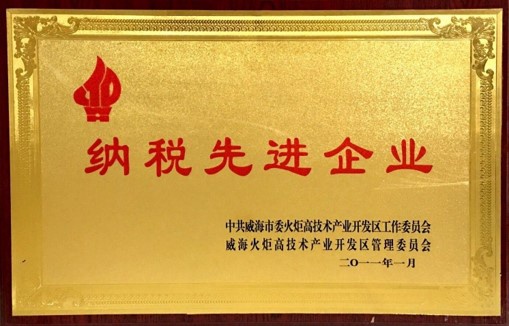 纳税先进企业
中共威海市委火炬高技术产业开发区工作委员会
威海火炬高技术产业开发区管理委员会
二〇一一年一月